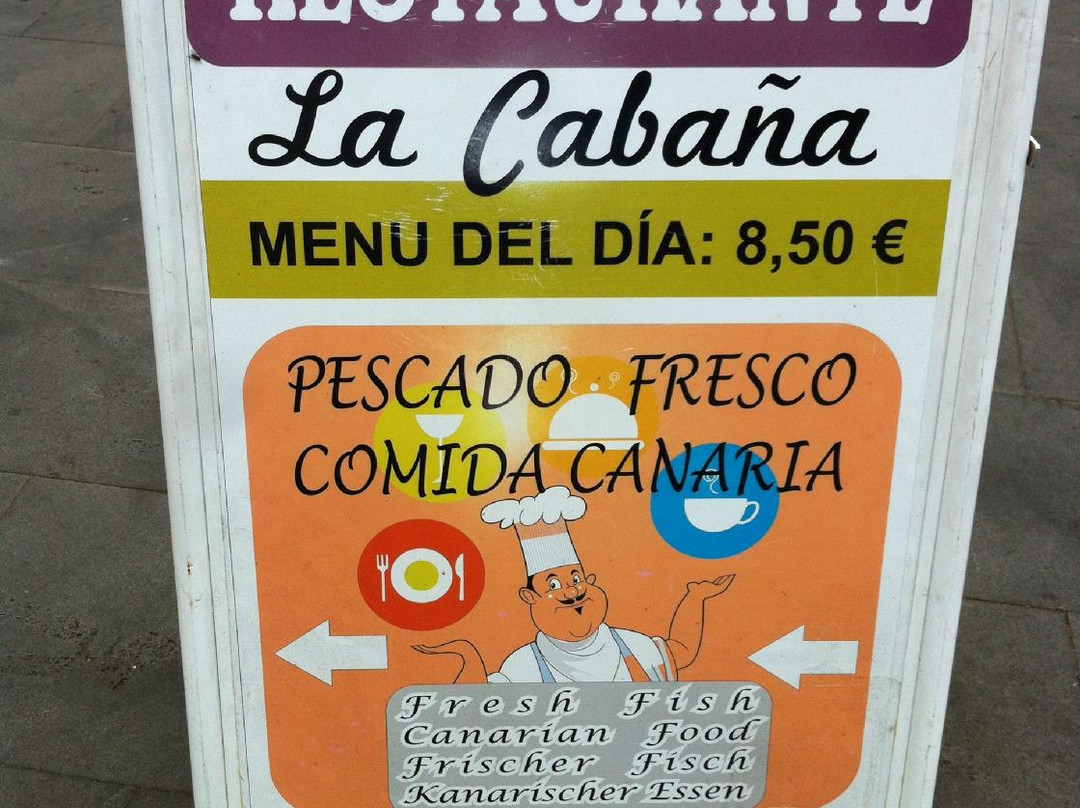 RESTAURANTE
La Cabaña
MENU DEL DÍA: 8,50 €
PESCADO FRESCO
COMIDA CANARIA
Fresh Fish
Canarian Food
Frischer Fisch
Kanarischer Essen